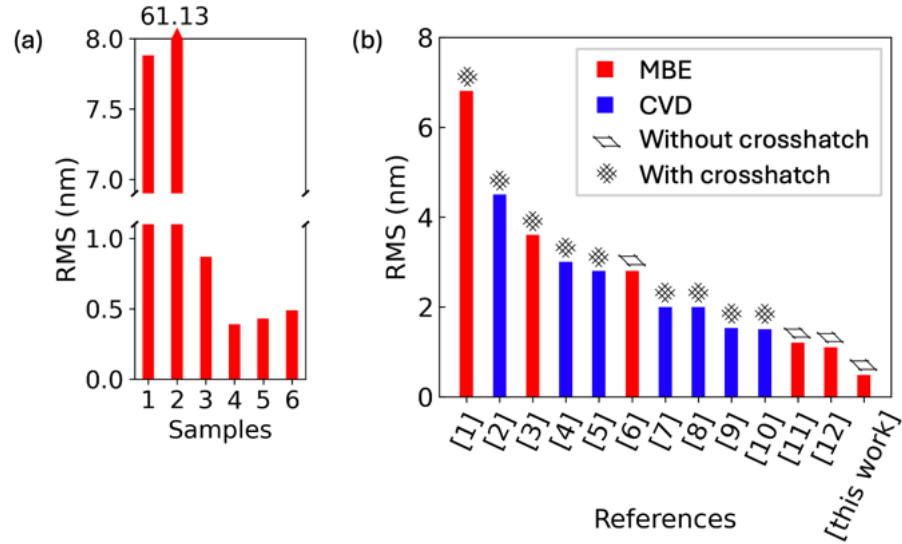 (a)
61.13
8.0
7.5
7.0
1.0
0.5
0.0
RMS (nm)
1 2 3 4 5 6
Samples
(b)
8
6
4
2
0
RMS (nm)
MBE
CVD
Without crosshatch
With crosshatch
[1] [2] [3] [4] [5] [6] [7] [8] [9] [10] [11] [12] [this work]
References